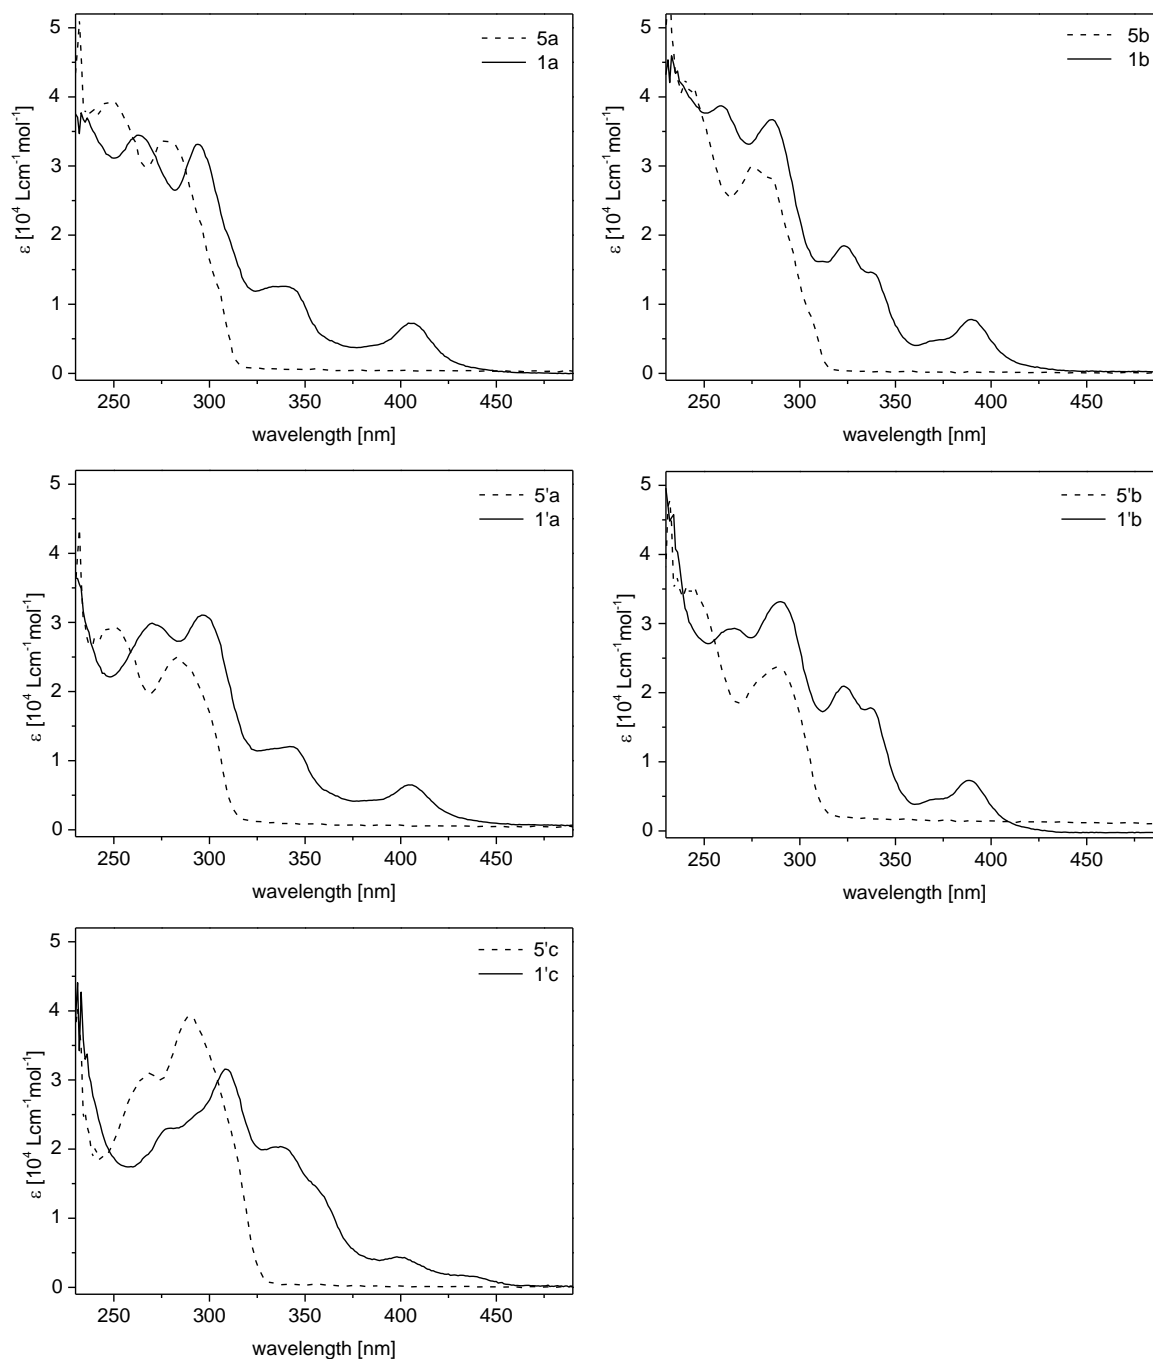 5a
1a
5
4
3
2
1
0
ε [10⁴ Lcm⁻¹mol⁻¹]
250 300 350 400 450
wavelength [nm]
5b
1b
5
4
3
2
1
0
ε [10⁴ Lcm⁻¹mol⁻¹]
250 300 350 400 450
wavelength [nm]
5'a
1'a
5
4
3
2
1
0
ε [10⁴ Lcm⁻¹mol⁻¹]
250 300 350 400 450
wavelength [nm]
5'b
1'b
5
4
3
2
1
0
ε [10⁴ Lcm⁻¹mol⁻¹]
250 300 350 400 450
wavelength [nm]
5'c
1'c
5
4
3
2
1
0
ε [10⁴ Lcm⁻¹mol⁻¹]
250 300 350 400 450
wavelength [nm]